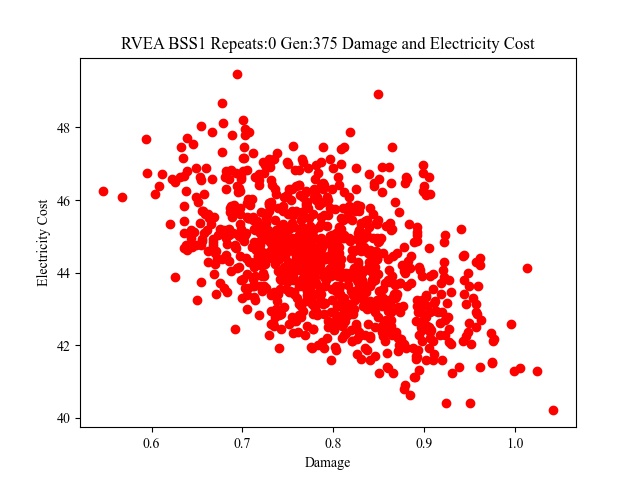 RVEA BSS1 Repeats:0 Gen:375 Damage and Electricity Cost
Electricity Cost
48
46
44
42
40
0.6 0.7 0.8 0.9 1.0
Damage